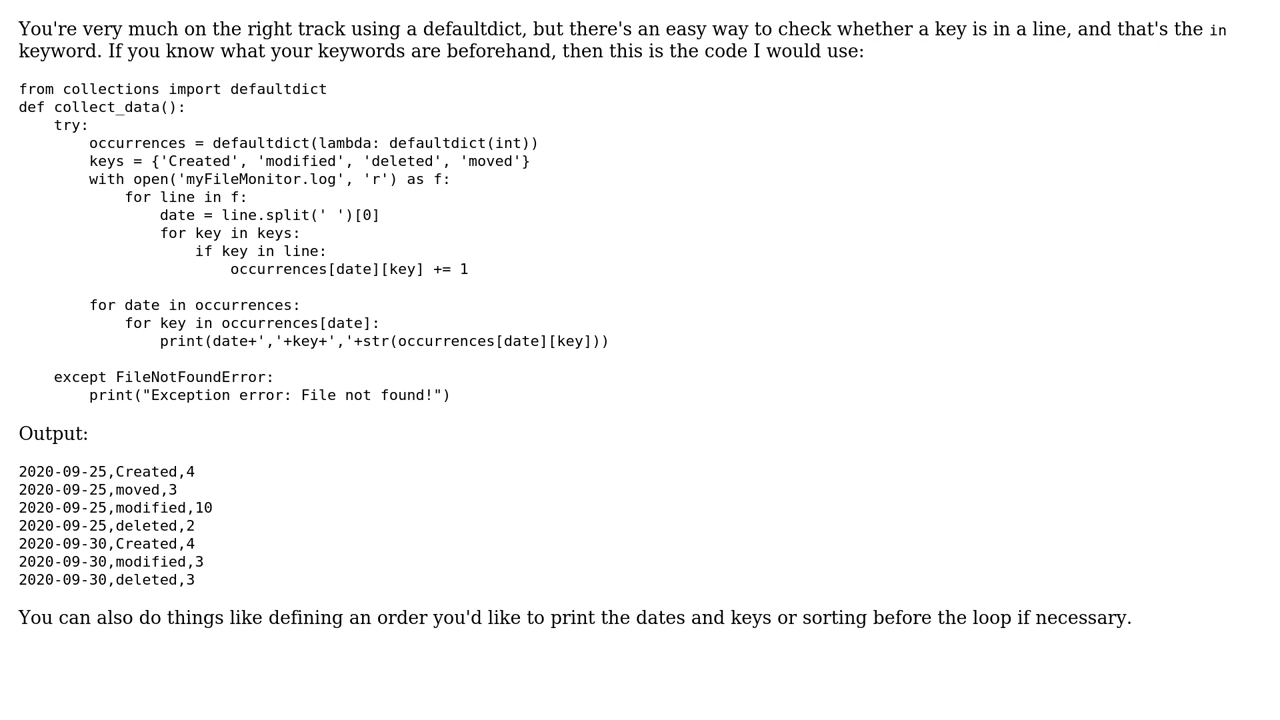 You're very much on the right track using a defaultdict, but there's an easy way to check whether a key is in a line, and that's the in
keyword. If you know what your keywords are beforehand, then this is the code I would use:
from collections import defaultdict
def collect_data():
    try:
        occurrences = defaultdict(lambda: defaultdict(int))
        keys = {'Created', 'modified', 'deleted', 'moved'}
        with open('myFileMonitor.log', 'r') as f:
            for line in f:
                date = line.split(' ')[0]
                for key in keys:
                    if key in line:
                        occurrences[date][key] += 1

        for date in occurrences:
            for key in occurrences[date]:
                print(date+','+key+','+str(occurrences[date][key]))

    except FileNotFoundError:
        print("Exception error: File not found!")
Output:
2020-09-25,Created,4
2020-09-25,moved,3
2020-09-25,modified,10
2020-09-25,deleted,2
2020-09-30,Created,4
2020-09-30,modified,3
2020-09-30,deleted,3
You can also do things like defining an order you'd like to print the dates and keys or sorting before the loop if necessary.